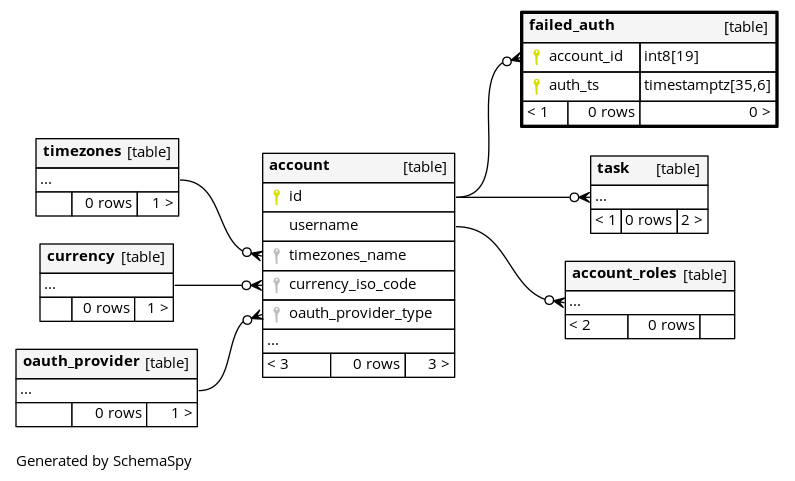 failed_auth [table]
account_id int8[19]
auth_ts timestamptz[35,6]
< 1 0 rows 0 >
timezones [table]
...
0 rows 1 >
account [table]
id
username
timezones_name
currency_iso_code
oauth_provider_type
...
< 3 0 rows 3 >
task [table]
...
< 1 0 rows 2 >
currency [table]
...
0 rows 1 >
account_roles [table]
...
< 2 0 rows
oauth_provider [table]
...
0 rows 1 >
Generated by SchemaSpy